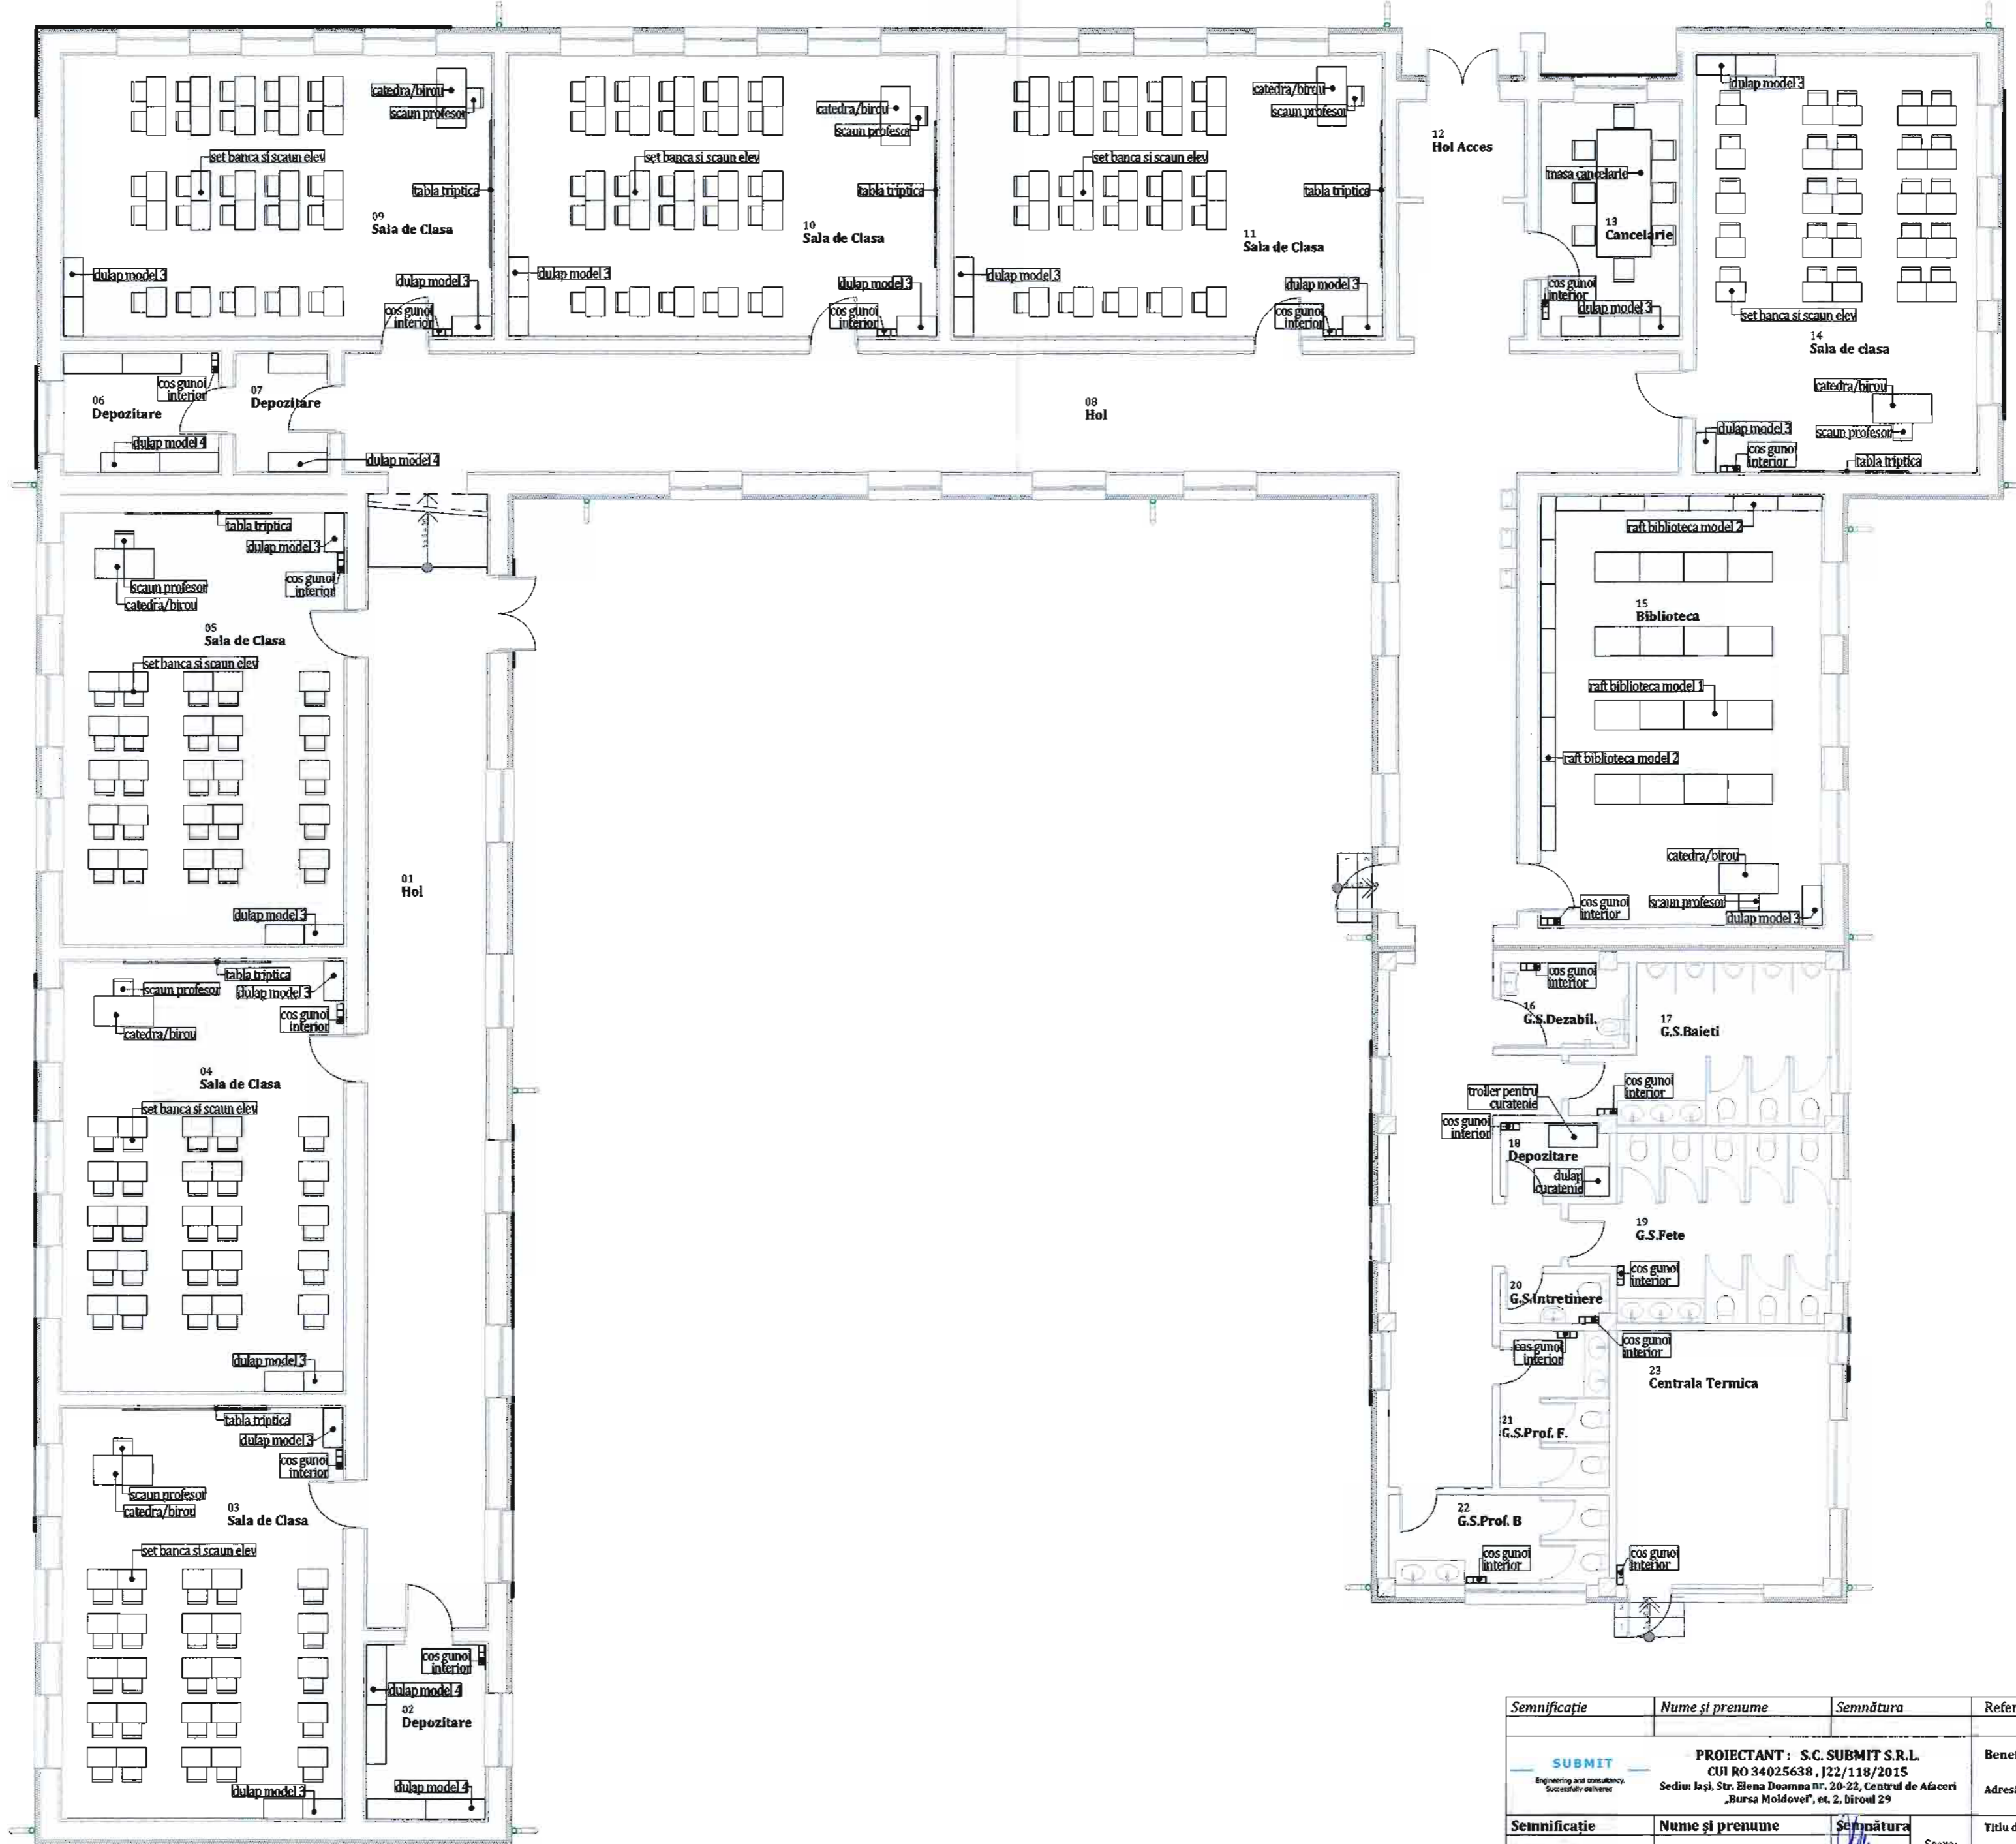 catedra/birou
scaun profesor
set banca si scaun elev
tabla triptica
09
Sala de Clasa
dulap model 3
dulap model 3
cos gunoi
interior
catedra/birou
scaun profesor
set banca si scaun elev
tabla triptica
10
Sala de Clasa
dulap model 3
dulap model 3
cos gunoi
interior
catedra/birou
scaun profesor
set banca si scaun elev
tabla triptica
11
Sala de Clasa
dulap model 3
dulap model 3
cos gunoi
interior
12
Hol Acces
masa cancelarie
13
Cancelarie
cos gunoi
interior
dulap model 3
dulap model 3
set banca si scaun elev
14
Sala de clasa
catedra/birou
scaun profesor
dulap model 3
cos gunoi
interior
tabla triptica
06
Depozitare
cos gunoi
interior
dulap model 4
07
Depozitare
dulap model 4
08
Hol
tabla triptica
dulap model 3
cos gunoi
interior
scaun profesor
catedra/birou
05
Sala de Clasa
set banca si scaun elev
dulap model 3
01
Hol
tabla triptica
scaun profesor
dulap model 3
cos gunoi
interior
catedra/birou
04
Sala de Clasa
set banca si scaun elev
dulap model 3
tabla triptica
dulap model 3
cos gunoi
interior
scaun profesor
catedra/birou
03
Sala de Clasa
set banca si scaun elev
dulap model 3
cos gunoi
interior
dulap model 4
02
Depozitare
dulap model 4
raft biblioteca model 2
15
Biblioteca
raft biblioteca model 1
raft biblioteca model 2
catedra/birou
cos gunoi
interior
scaun profesor
dulap model 3
cos gunoi
interior
16
G.S.Dezabil.
17
G.S.Baieti
cos gunoi
interior
troller pentru
curatenie
cos gunoi
interior
18
Depozitare
dulap
curatenie
19
G.S.Fete
cos gunoi
interior
20
G.S.Intretinere
cos gunoi
interior
cos gunoi
interior
23
Centrala Termica
21
G.S.Prof. F.
22
G.S.Prof. B
cos gunoi
interior
cos gunoi
interior
Semnificație Nume și prenume Semnătura Refer
SUBMIT
Engineering and consultancy.
Successfully delivered
PROIECTANT : S.C. SUBMIT S.R.L.
CUI RO 34025638 , J22/118/2015
Sediu: Iași, Str. Elena Doamna nr. 20-22, Centrul de Afaceri
„Bursa Moldovei", et. 2, biroul 29
Benef
Adresă
Semnificație Nume și prenume Semnătura Titlu